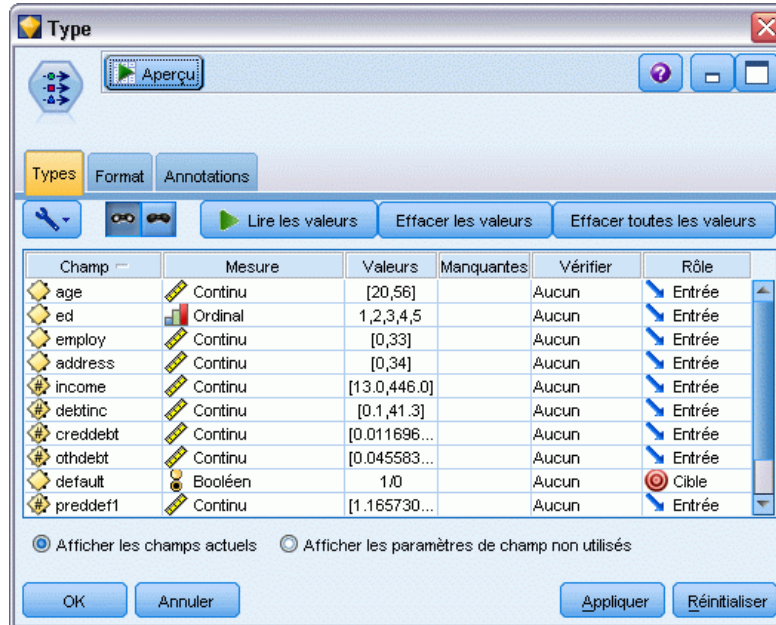 Type
Aperçu
Types Format Annotations
Lire les valeurs Effacer les valeurs Effacer toutes les valeurs
Champ Mesure Valeurs Manquantes Vérifier Rôle
age Continu [20,56] Aucun Entrée
ed Ordinal 1,2,3,4,5 Aucun Entrée
employ Continu [0,33] Aucun Entrée
address Continu [0,34] Aucun Entrée
income Continu [13.0,446.0] Aucun Entrée
debtinc Continu [0.1,41.3] Aucun Entrée
creddebt Continu [0.011696... Aucun Entrée
othdebt Continu [0.045583... Aucun Entrée
default Booléen 1/0 Aucun Cible
preddef1 Continu [1.165730... Aucun Entrée
Afficher les champs actuels Afficher les paramètres de champ non utilisés
OK Annuler Appliquer Réinitialiser